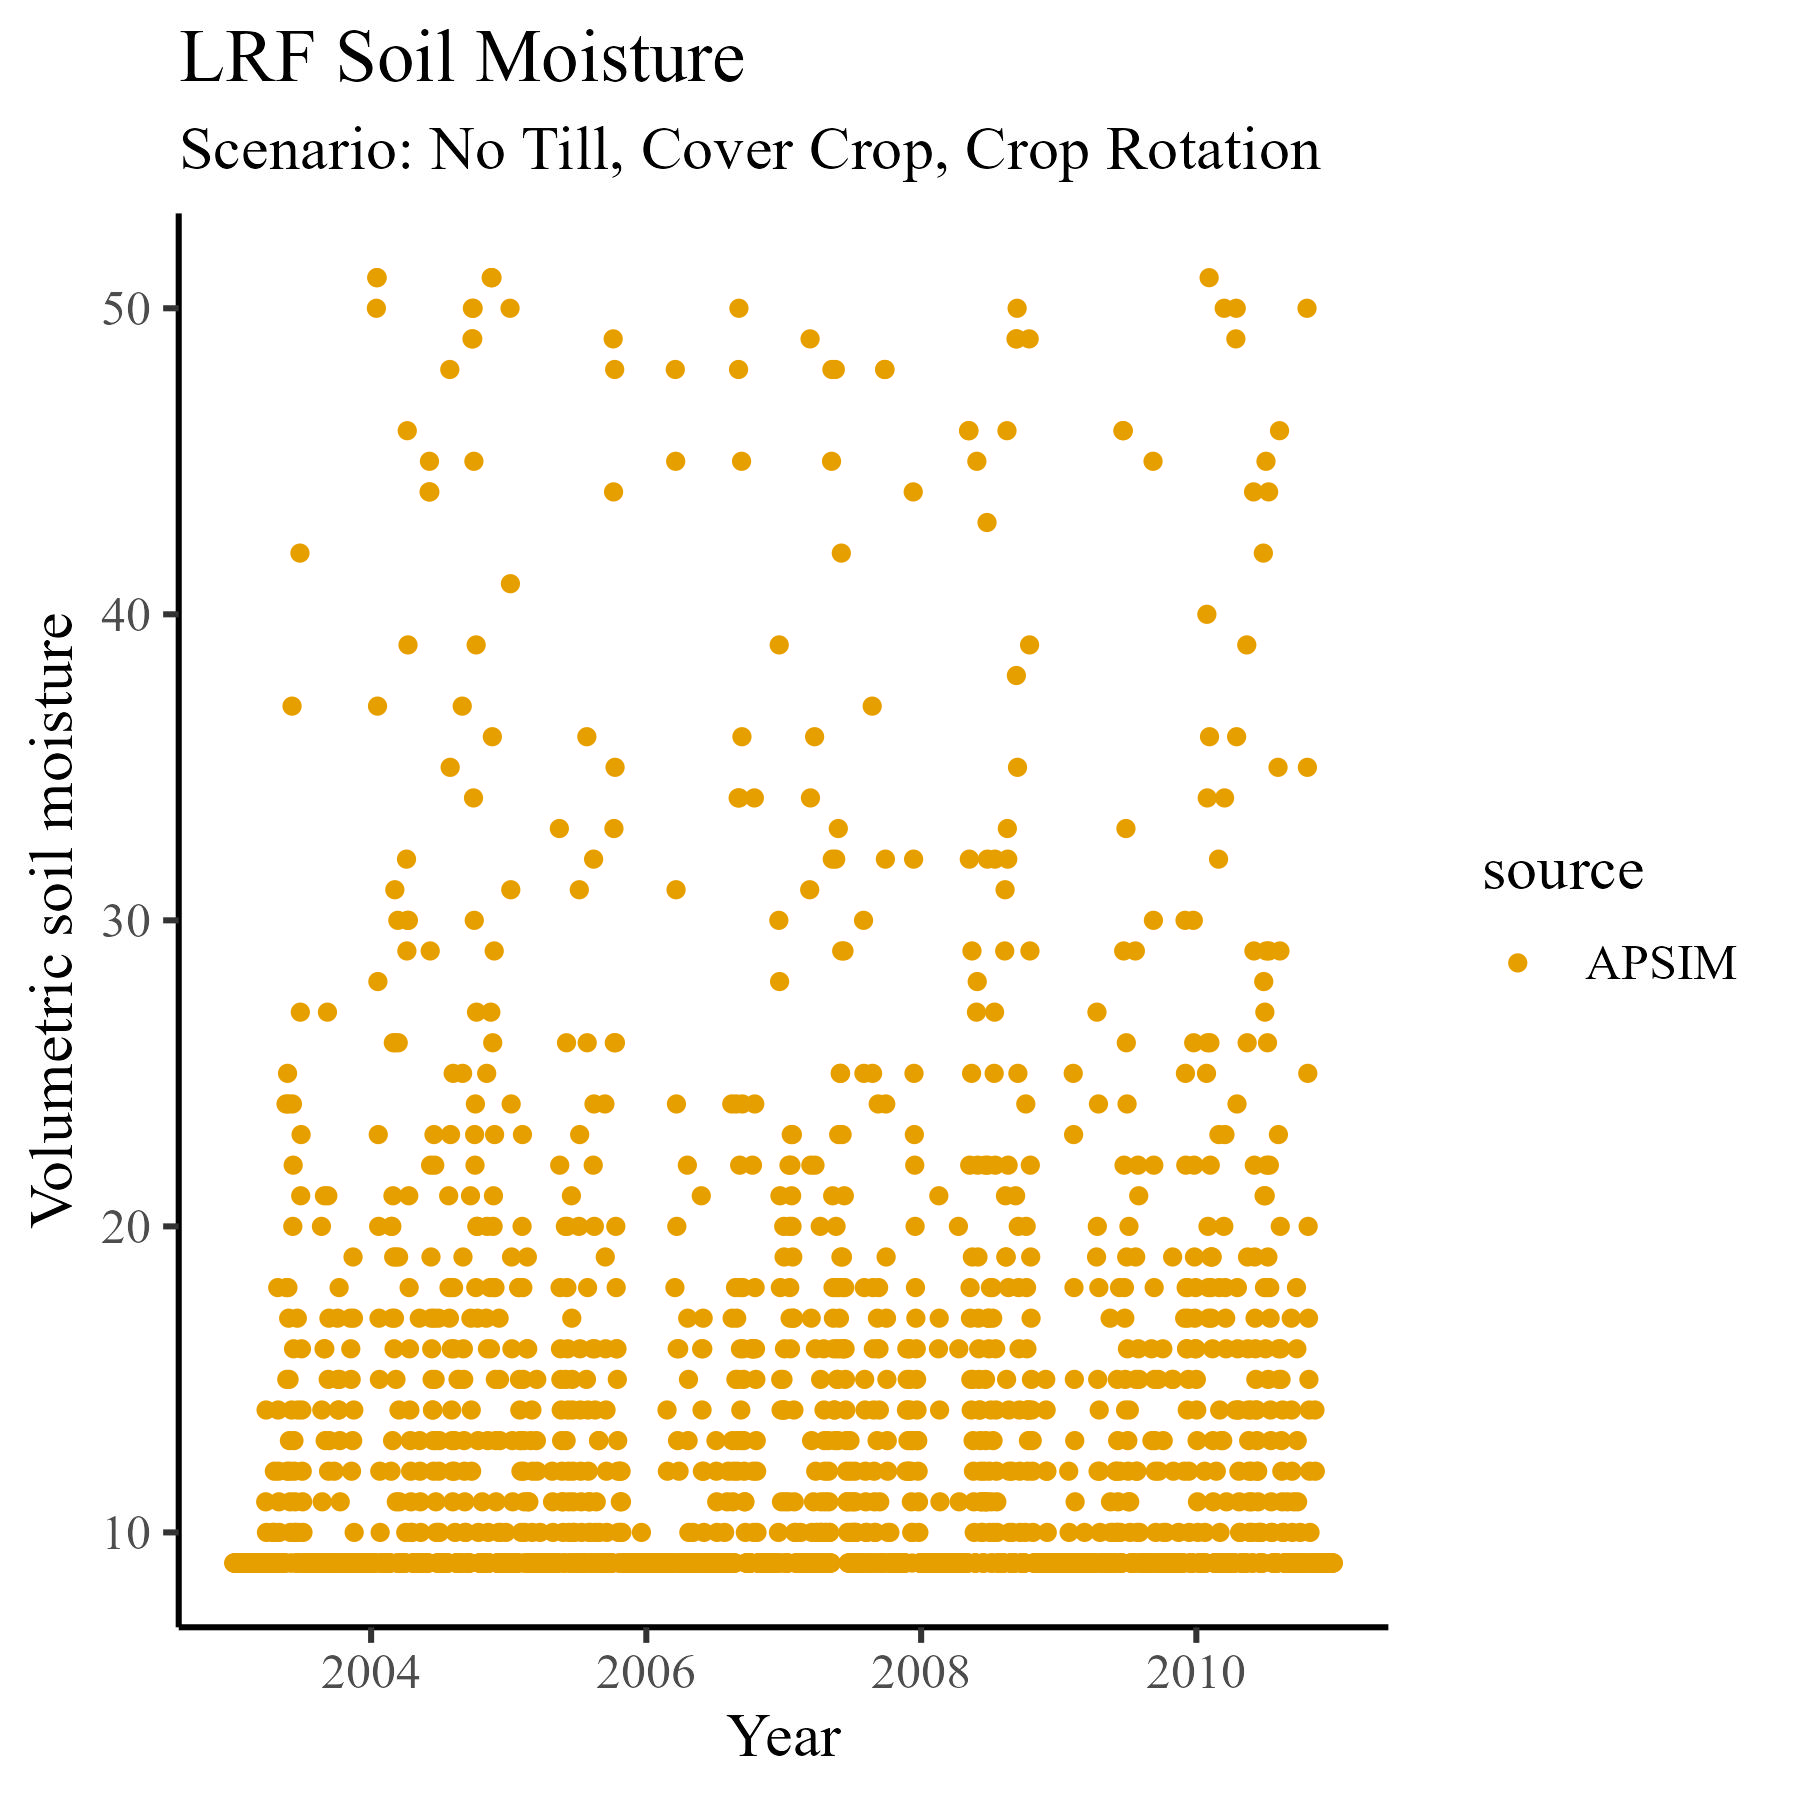 LRF Soil Moisture
Scenario: No Till, Cover Crop, Crop Rotation
Volumetric soil moisture
50
40
30
20
10
2004 2006 2008 2010
Year
source
APSIM